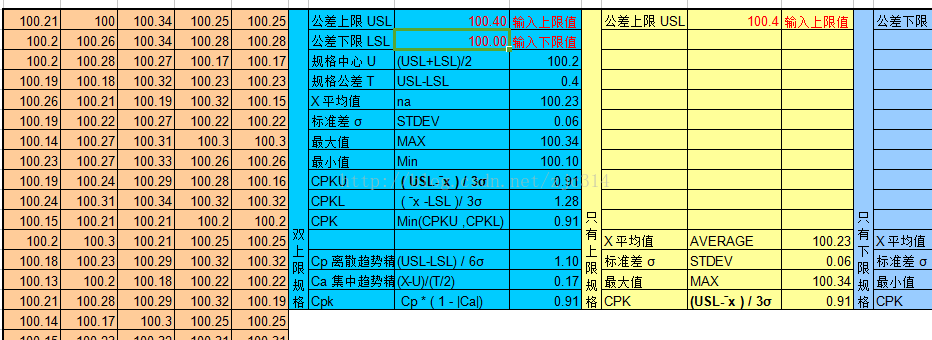 100.21 100 100.34 100.25 100.25 公差上限 USL 100.40 输入上限值 公差上限 USL 100.4 输入上限值 公差下限
100.2 100.26 100.34 100.28 100.28 公差下限 LSL 100.00 输入下限值
100.2 100.28 100.27 100.17 100.17 规格中心 U (USL+LSL)/2 100.2
100.19 100.18 100.32 100.23 100.23 规格公差 T USL-LSL 0.4
100.26 100.21 100.19 100.32 100.15 X平均值 na 100.23
100.19 100.22 100.27 100.22 100.22 标准差 σ STDEV 0.06
100.14 100.27 100.31 100.3 100.3 最大值 MAX 100.34
100.23 100.27 100.33 100.26 100.26 最小值 Min 100.10
100.19 100.24 100.29 100.28 100.16 CPKU ( USL-x̄ ) / 3σ 0.91
100.24 100.31 100.34 100.32 100.32 CPKL ( x̄ -LSL )/ 3σ 1.28
100.15 100.21 100.21 100.2 100.2 CPK Min(CPKU ,CPKL) 0.91
100.2 100.3 100.21 100.25 100.25 X平均值 AVERAGE 100.23 X平均值
100.18 100.23 100.29 100.32 100.32 Cp 离散趋势精 (USL-LSL) / 6σ 1.10 标准差 σ STDEV 0.06 标准差 σ
100.13 100.2 100.18 100.32 100.32 Ca 集中趋势精 (X-U)/(T/2) 0.17 最大值 MAX 100.34 最小值
100.21 100.28 100.29 100.32 100.19 Cpk Cp * ( 1 - |Ca|) 0.91 CPK (USL-x̄ ) / 3σ 0.91 CPK
100.14 100.17 100.3 100.25 100.25
双上限规格
只有上限规格
只有下限规格